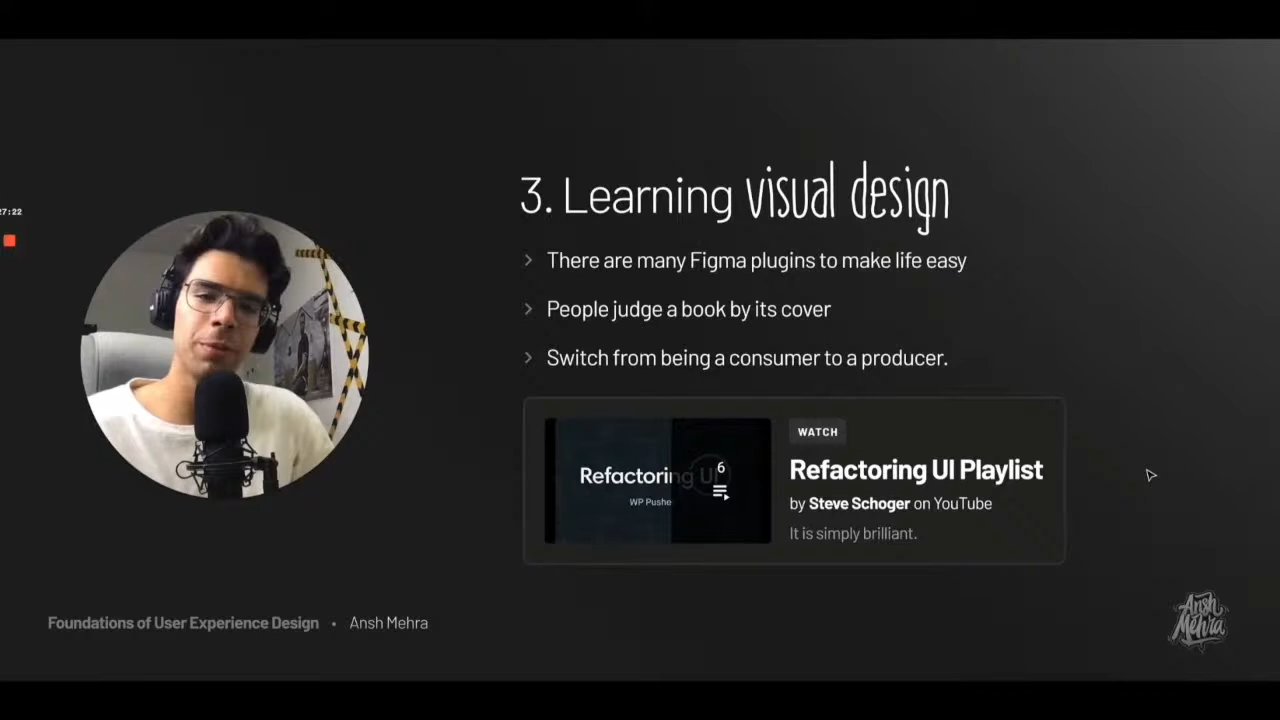 3. Learning visual design
There are many Figma plugins to make life easy
27:22
People judge a book by its cover
Switch from being a consumer to a producer.
WATCH
Refactoring UI
6
WP Pushe
Refactoring UI Playlist
by Steve Schoger on YouTube
It is simply brilliant.
Foundations of User Experience Design • Ansh Mehra
Ansh
Mehra